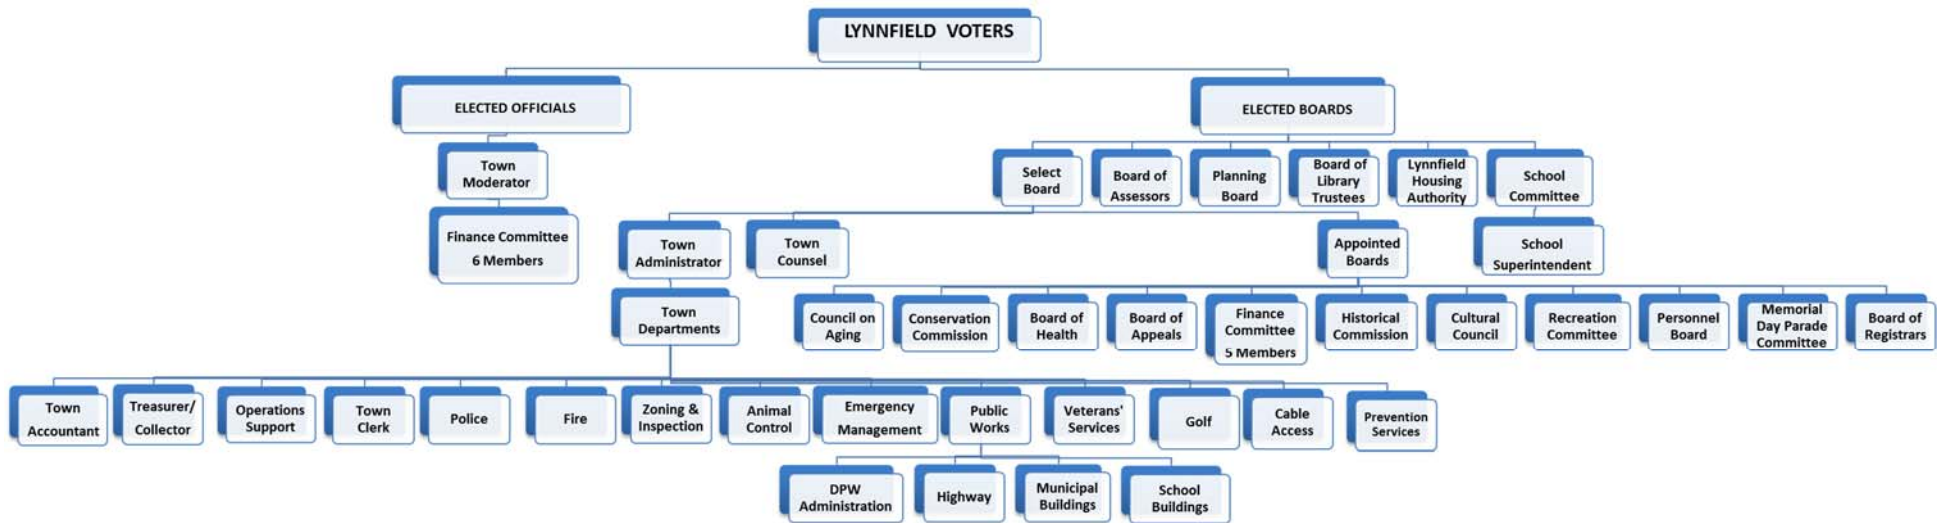 LYNNFIELD VOTERS
ELECTED OFFICIALS
ELECTED BOARDS
Town
Moderator
Select
Board
Board of
Assessors
Planning
Board
Board of
Library
Trustees
Lynnfield
Housing
Authority
School
Committee
Finance Committee
6 Members
Town
Administrator
Town
Counsel
Appointed
Boards
School
Superintendent
Town
Departments
Council on
Aging
Conservation
Commission
Board of
Health
Board of
Appeals
Finance
Committee
5 Members
Historical
Commission
Cultural
Council
Recreation
Committee
Personnel
Board
Memorial
Day Parade
Committee
Board of
Registrars
Town
Accountant
Treasurer/
Collector
Operations
Support
Town
Clerk
Police
Fire
Zoning &
Inspection
Animal
Control
Emergency
Management
Public
Works
Veterans'
Services
Golf
Cable
Access
Prevention
Services
DPW
Administration
Highway
Municipal
Buildings
School
Buildings